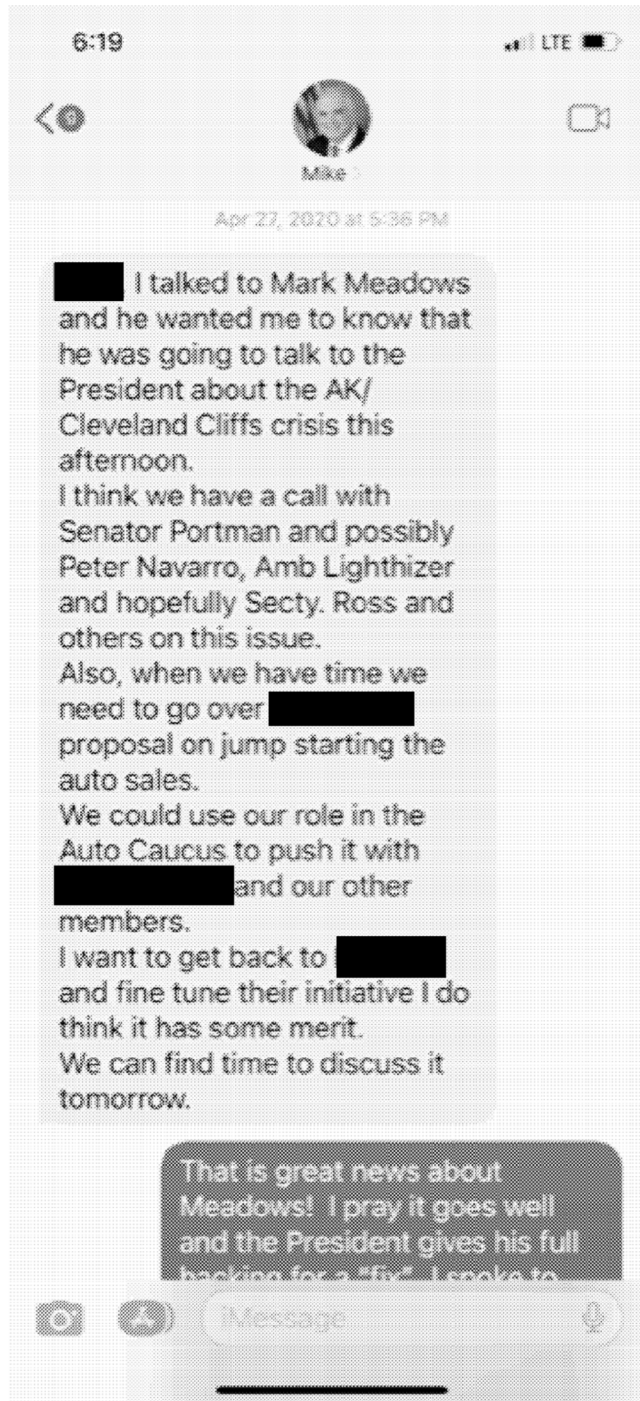 6:19
LTE
Mike
Apr 27, 2020 at 5:36 PM
I talked to Mark Meadows
and he wanted me to know that
he was going to talk to the
President about the AK/
Cleveland Cliffs crisis this
afternoon.
I think we have a call with
Senator Portman and possibly
Peter Navarro, Amb Lighthizer
and hopefully Secty. Ross and
others on this issue.
Also, when we have time we
need to go over
proposal on jump starting the
auto sales.
We could use our role in the
Auto Caucus to push it with
and our other
members.
I want to get back to
and fine tune their initiative I do
think it has some merit.
We can find time to discuss it
tomorrow.
That is great news about
Meadows! I pray it goes well
and the President gives his full
backing for a "fix". I spoke to
iMessage